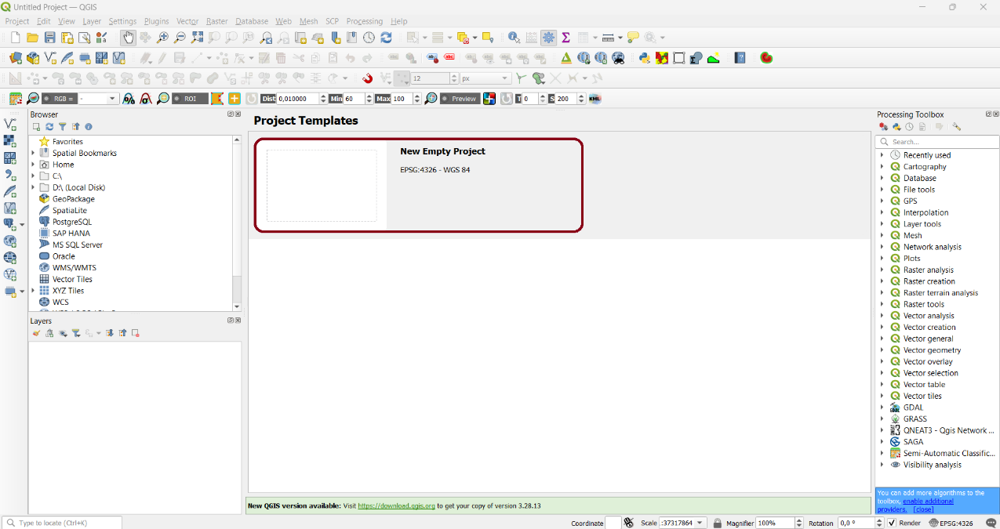 Untitled Project — QGIS
Project Edit View Layer Settings Plugins Vector Raster Database Web Mesh SCP Processing Help
12 px
RGB = - ROI Dist 0,010000 Min 60 Max 100 Preview T 0 S 200 KML
Browser
Favorites
Spatial Bookmarks
Home
C:\
D:\ (Local Disk)
GeoPackage
SpatiaLite
PostgreSQL
SAP HANA
MS SQL Server
Oracle
WMS/WMTS
Vector Tiles
XYZ Tiles
WCS
Layers
Project Templates
New Empty Project
EPSG:4326 - WGS 84
New QGIS version available: Visit https://download.qgis.org to get your copy of version 3.28.13
Processing Toolbox
Search...
Recently used
Cartography
Database
File tools
GPS
Interpolation
Layer tools
Mesh
Network analysis
Plots
Raster analysis
Raster creation
Raster terrain analysis
Raster tools
Vector analysis
Vector creation
Vector general
Vector geometry
Vector overlay
Vector selection
Vector table
Vector tiles
GDAL
GRASS
QNEAT3 - Qgis Network ...
SAGA
Semi-Automatic Classific...
Visibility analysis
You can add more algorithms to the
toolbox, enable additional
providers. [close]
Type to locate (Ctrl+K) Coordinate Scale :37317864 Magnifier 100% Rotation 0,0 ° Render EPSG:4326